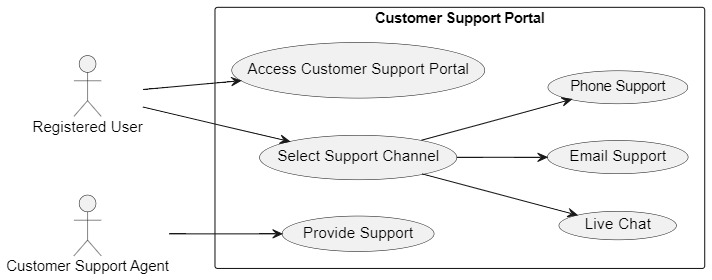 Customer Support Portal
Access Customer Support Portal
Phone Support
Registered User
Select Support Channel
Email Support
Live Chat
Provide Support
Customer Support Agent